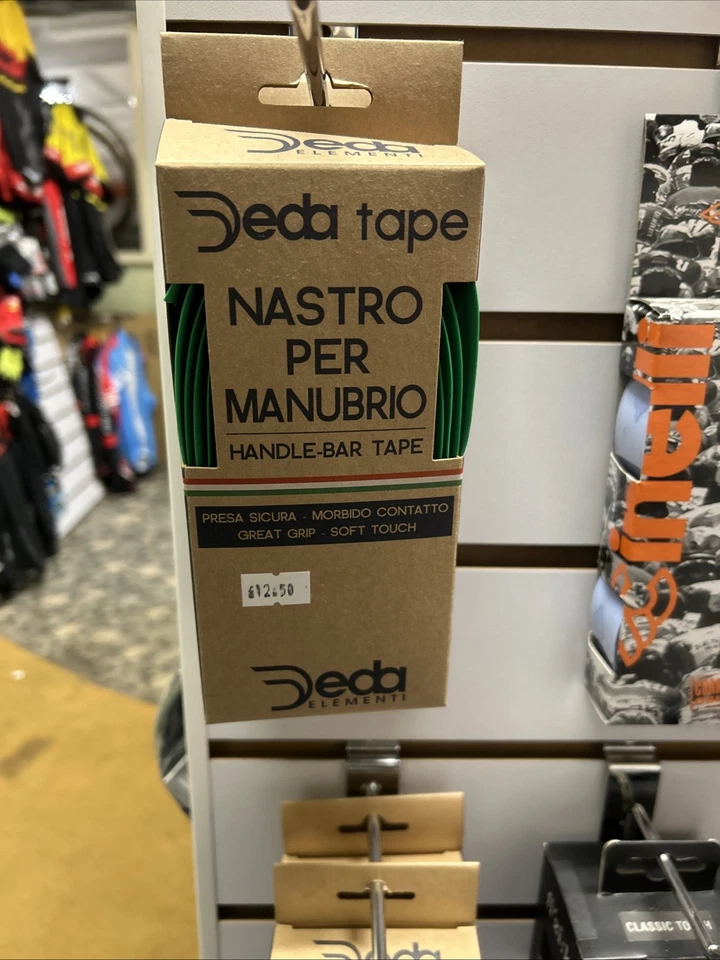 Deda
ELEMENTI
Deda tape
NASTRO
PER
MANUBRIO
HANDLE-BAR TAPE
PRESA SICURA - MORBIDO CONTATTO
GREAT GRIP - SOFT TOUCH
£12.50
Deda
ELEMENTI
Deda
CLASSIC TO